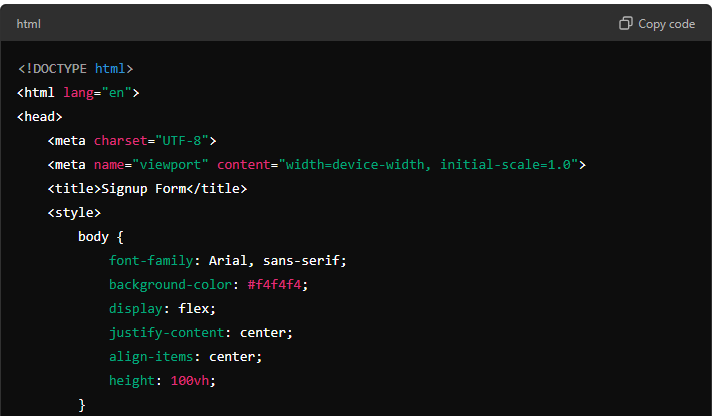 html
Copy code
<!DOCTYPE html>
<html lang="en">
<head>
    <meta charset="UTF-8">
    <meta name="viewport" content="width=device-width, initial-scale=1.0">
    <title>Signup Form</title>
    <style>
        body {
            font-family: Arial, sans-serif;
            background-color: #f4f4f4;
            display: flex;
            justify-content: center;
            align-items: center;
            height: 100vh;
        }